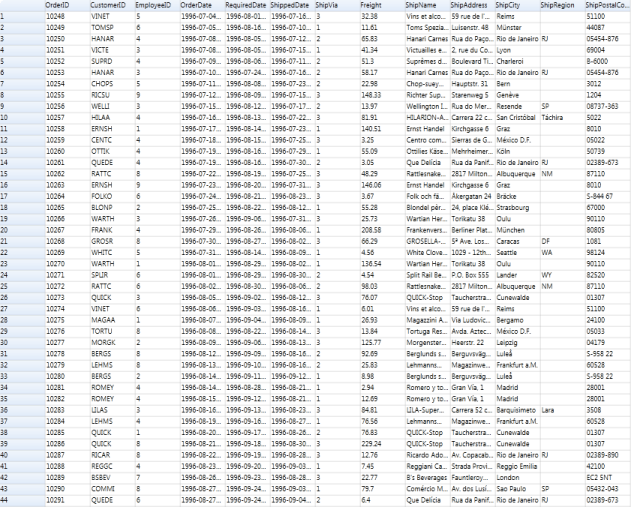 OrderID CustomerID EmployeeID OrderDate RequiredDate ShippedDate ShipVia Freight ShipName ShipAddress ShipCity ShipRegion ShipPostalCo...
1 10248 VINET 5 1996-07-04... 1996-08-01... 1996-07-16... 3 32.38 Vins et alco... 59 rue de l'... Reims 51100
2 10249 TOMSP 6 1996-07-05... 1996-08-16... 1996-07-10... 1 11.61 Toms Spezia... Luisenstr. 48 Münster 44087
3 10250 HANAR 4 1996-07-08... 1996-08-05... 1996-07-12... 2 65.83 Hanari Carnes Rua do Paço... Rio de Janeiro RJ 05454-876
4 10251 VICTE 3 1996-07-08... 1996-08-05... 1996-07-15... 1 41.34 Victuailles e... 2, rue du Co... Lyon 69004
5 10252 SUPRD 4 1996-07-09... 1996-08-06... 1996-07-11... 2 51.3 Suprêmes d... Boulevard Ti... Charleroi B-6000
6 10253 HANAR 3 1996-07-10... 1996-07-24... 1996-07-16... 2 58.17 Hanari Carnes Rua do Paço... Rio de Janeiro RJ 05454-876
7 10254 CHOPS 5 1996-07-11... 1996-08-08... 1996-07-23... 2 22.98 Chop-suey... Hauptstr. 31 Bern 3012
8 10255 RICSU 9 1996-07-12... 1996-08-09... 1996-07-15... 3 148.33 Richter Sup... Starenweg 5 Genève 1204
9 10256 WELLI 3 1996-07-15... 1996-08-12... 1996-07-17... 2 13.97 Wellington I... Rua do Mer... Resende SP 08737-363
10 10257 HILAA 4 1996-07-16... 1996-08-13... 1996-07-22... 3 81.91 HILARION-A... Carrera 22 c... San Cristóbal Táchira 5022
11 10258 ERNSH 1 1996-07-17... 1996-08-14... 1996-07-23... 1 140.51 Ernst Handel Kirchgasse 6 Graz 8010
12 10259 CENTC 4 1996-07-18... 1996-08-15... 1996-07-25... 3 3.25 Centro com... Sierras de G... México D.F. 05022
13 10260 OTTIK 4 1996-07-19... 1996-08-16... 1996-07-29... 1 55.09 Ottilies Käse... Mehrheimer... Köln 50739
14 10261 QUEDE 4 1996-07-19... 1996-08-16... 1996-07-30... 2 3.05 Que Delícia Rua da Panif... Rio de Janeiro RJ 02389-673
15 10262 RATTC 8 1996-07-22... 1996-08-19... 1996-07-25... 3 48.29 Rattlesnake... 2817 Milton... Albuquerque NM 87110
16 10263 ERNSH 9 1996-07-23... 1996-08-20... 1996-07-31... 3 146.06 Ernst Handel Kirchgasse 6 Graz 8010
17 10264 FOLKO 6 1996-07-24... 1996-08-21... 1996-08-23... 3 3.67 Folk och fä... Åkergatan 24 Bräcke S-844 67
18 10265 BLONP 2 1996-07-25... 1996-08-22... 1996-08-12... 1 55.28 Blondel pèr... 24, place Klé... Strasbourg 67000
19 10266 WARTH 3 1996-07-26... 1996-09-06... 1996-07-31... 3 25.73 Wartian Her... Torikatu 38 Oulu 90110
20 10267 FRANK 4 1996-07-29... 1996-08-26... 1996-08-06... 1 208.58 Frankenvers... Berliner Plat... München 80805
21 10268 GROSR 8 1996-07-30... 1996-08-27... 1996-08-02... 3 66.29 GROSELLA-... 5ª Ave. Los... Caracas DF 1081
22 10269 WHITC 5 1996-07-31... 1996-08-14... 1996-08-09... 1 4.56 White Clove... 1029 - 12th... Seattle WA 98124
23 10270 WARTH 1 1996-08-01... 1996-08-29... 1996-08-02... 1 136.54 Wartian Her... Torikatu 38 Oulu 90110
24 10271 SPLIR 6 1996-08-01... 1996-08-29... 1996-08-30... 2 4.54 Split Rail Be... P.O. Box 555 Lander WY 82520
25 10272 RATTC 6 1996-08-02... 1996-08-30... 1996-08-06... 2 98.03 Rattlesnake... 2817 Milton... Albuquerque NM 87110
26 10273 QUICK 3 1996-08-05... 1996-09-02... 1996-08-12... 3 76.07 QUICK-Stop Taucherstra... Cunewalde 01307
27 10274 VINET 6 1996-08-06... 1996-09-03... 1996-08-16... 1 6.01 Vins et alco... 59 rue de l'... Reims 51100
28 10275 MAGAA 1 1996-08-07... 1996-09-04... 1996-08-09... 1 26.93 Magazzini A... Via Ludovic... Bergamo 24100
29 10276 TORTU 8 1996-08-08... 1996-08-22... 1996-08-14... 3 13.84 Tortuga Res... Avda. Aztec... México D.F. 05033
30 10277 MORGK 2 1996-08-09... 1996-09-06... 1996-08-13... 3 125.77 Morgenster... Heerstr. 22 Leipzig 04179
31 10278 BERGS 8 1996-08-12... 1996-09-09... 1996-08-16... 2 92.69 Berglunds s... Berguvsväg... Luleå S-958 22
32 10279 LEHMS 8 1996-08-13... 1996-09-10... 1996-08-16... 2 25.83 Lehmanns... Magazinwe... Frankfurt a.M. 60528
33 10280 BERGS 2 1996-08-14... 1996-09-11... 1996-09-12... 1 8.98 Berglunds s... Berguvsväg... Luleå S-958 22
34 10281 ROMEY 4 1996-08-14... 1996-08-28... 1996-08-21... 1 2.94 Romero y to... Gran Vía, 1 Madrid 28001
35 10282 ROMEY 4 1996-08-15... 1996-09-12... 1996-08-21... 1 12.69 Romero y to... Gran Vía, 1 Madrid 28001
36 10283 LILAS 3 1996-08-16... 1996-09-13... 1996-08-23... 3 84.81 LILA-Super... Carrera 52 c... Barquisimeto Lara 3508
37 10284 LEHMS 4 1996-08-19... 1996-09-16... 1996-08-27... 1 76.56 Lehmanns... Magazinwe... Frankfurt a.M. 60528
38 10285 QUICK 1 1996-08-20... 1996-09-17... 1996-08-26... 2 76.83 QUICK-Stop Taucherstra... Cunewalde 01307
39 10286 QUICK 8 1996-08-21... 1996-09-18... 1996-08-30... 3 229.24 QUICK-Stop Taucherstra... Cunewalde 01307
40 10287 RICAR 8 1996-08-22... 1996-09-19... 1996-08-28... 3 12.76 Ricardo Ado... Av. Copacab... Rio de Janeiro RJ 02389-890
41 10288 REGGC 4 1996-08-23... 1996-09-20... 1996-09-03... 1 7.45 Reggiani Ca... Strada Provi... Reggio Emilia 42100
42 10289 BSBEV 7 1996-08-26... 1996-09-23... 1996-08-28... 3 22.77 B's Beverages Fauntleroy... London EC2 5NT
43 10290 COMMI 8 1996-08-27... 1996-09-24... 1996-09-03... 1 79.7 Comércio M... Av. dos Lusí... Sao Paulo SP 05432-043
44 10291 QUEDE 6 1996-08-27... 1996-09-24... 1996-09-04... 2 6.4 Que Delícia Rua da Panif... Rio de Janeiro RJ 02389-673